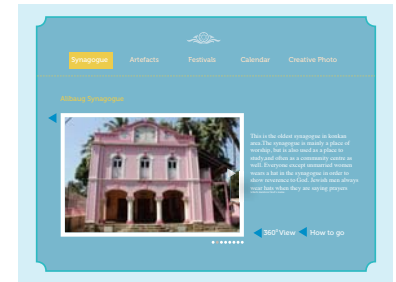 Synagogue
Artefacts
Festivals
Calendar
Creative Photo
Alibaug Synagogue
This is the oldest synagogue in konkan
area.The synagogue is mainly a place of
worship, but is also used as a place to
study,and often as a community centre as
well. Everyone except unmarried women
wears a hat in the synagogue in order to
show reverence to God. Jewish men always
wear hats when they are saying prayers
360° View
How to go